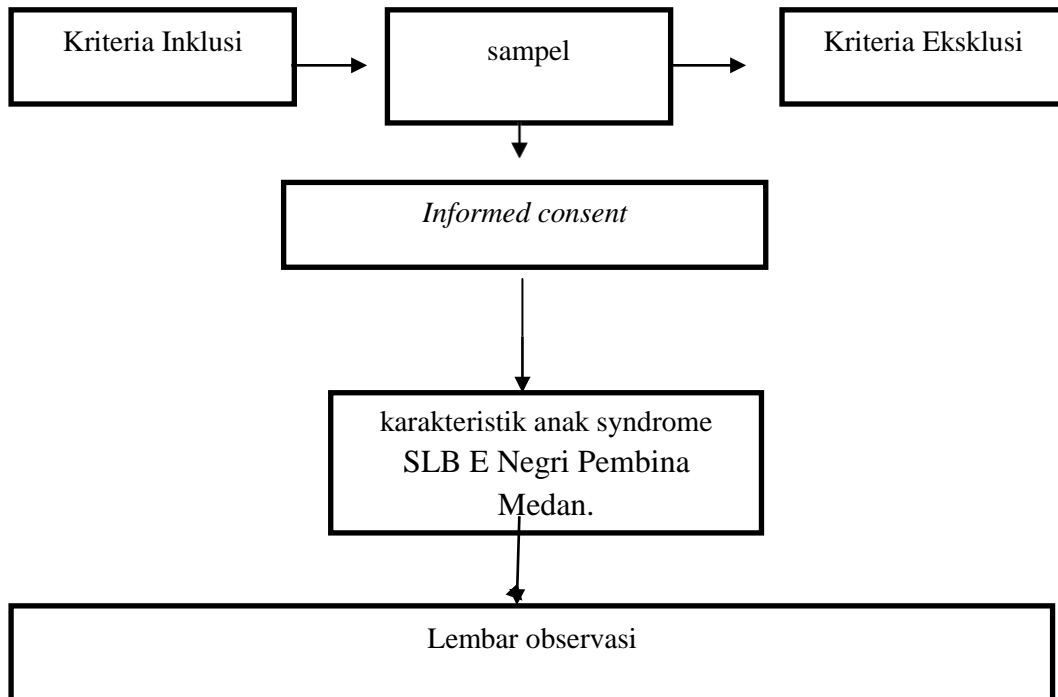 Kriteria Inklusi
sampel
Kriteria Eksklusi
Informed consent
karakteristik anak syndrome
SLB E Negri Pembina
Medan.
Lembar observasi